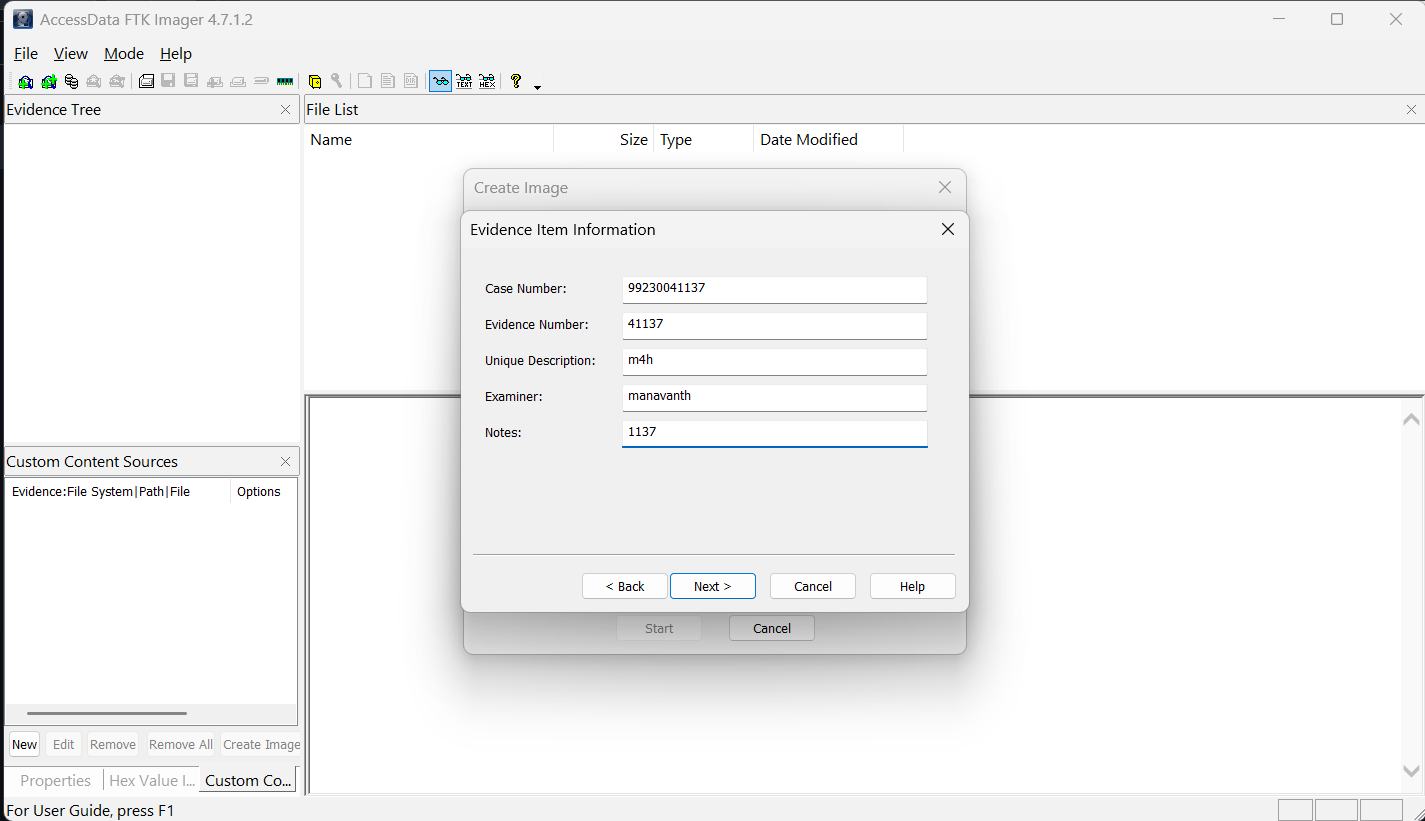 AccessData FTK Imager 4.7.1.2
File View Mode Help
TEXT HEX
Evidence Tree
File List
Name Size Type Date Modified
Create Image
Evidence Item Information
Case Number: 99230041137
Evidence Number: 41137
Unique Description: m4h
Examiner: manavanth
Notes: 1137
< Back Next > Cancel Help
Start Cancel
Custom Content Sources
Evidence:File System|Path|File Options
New Edit Remove Remove All Create Image
Properties Hex Value I... Custom Co...
For User Guide, press F1